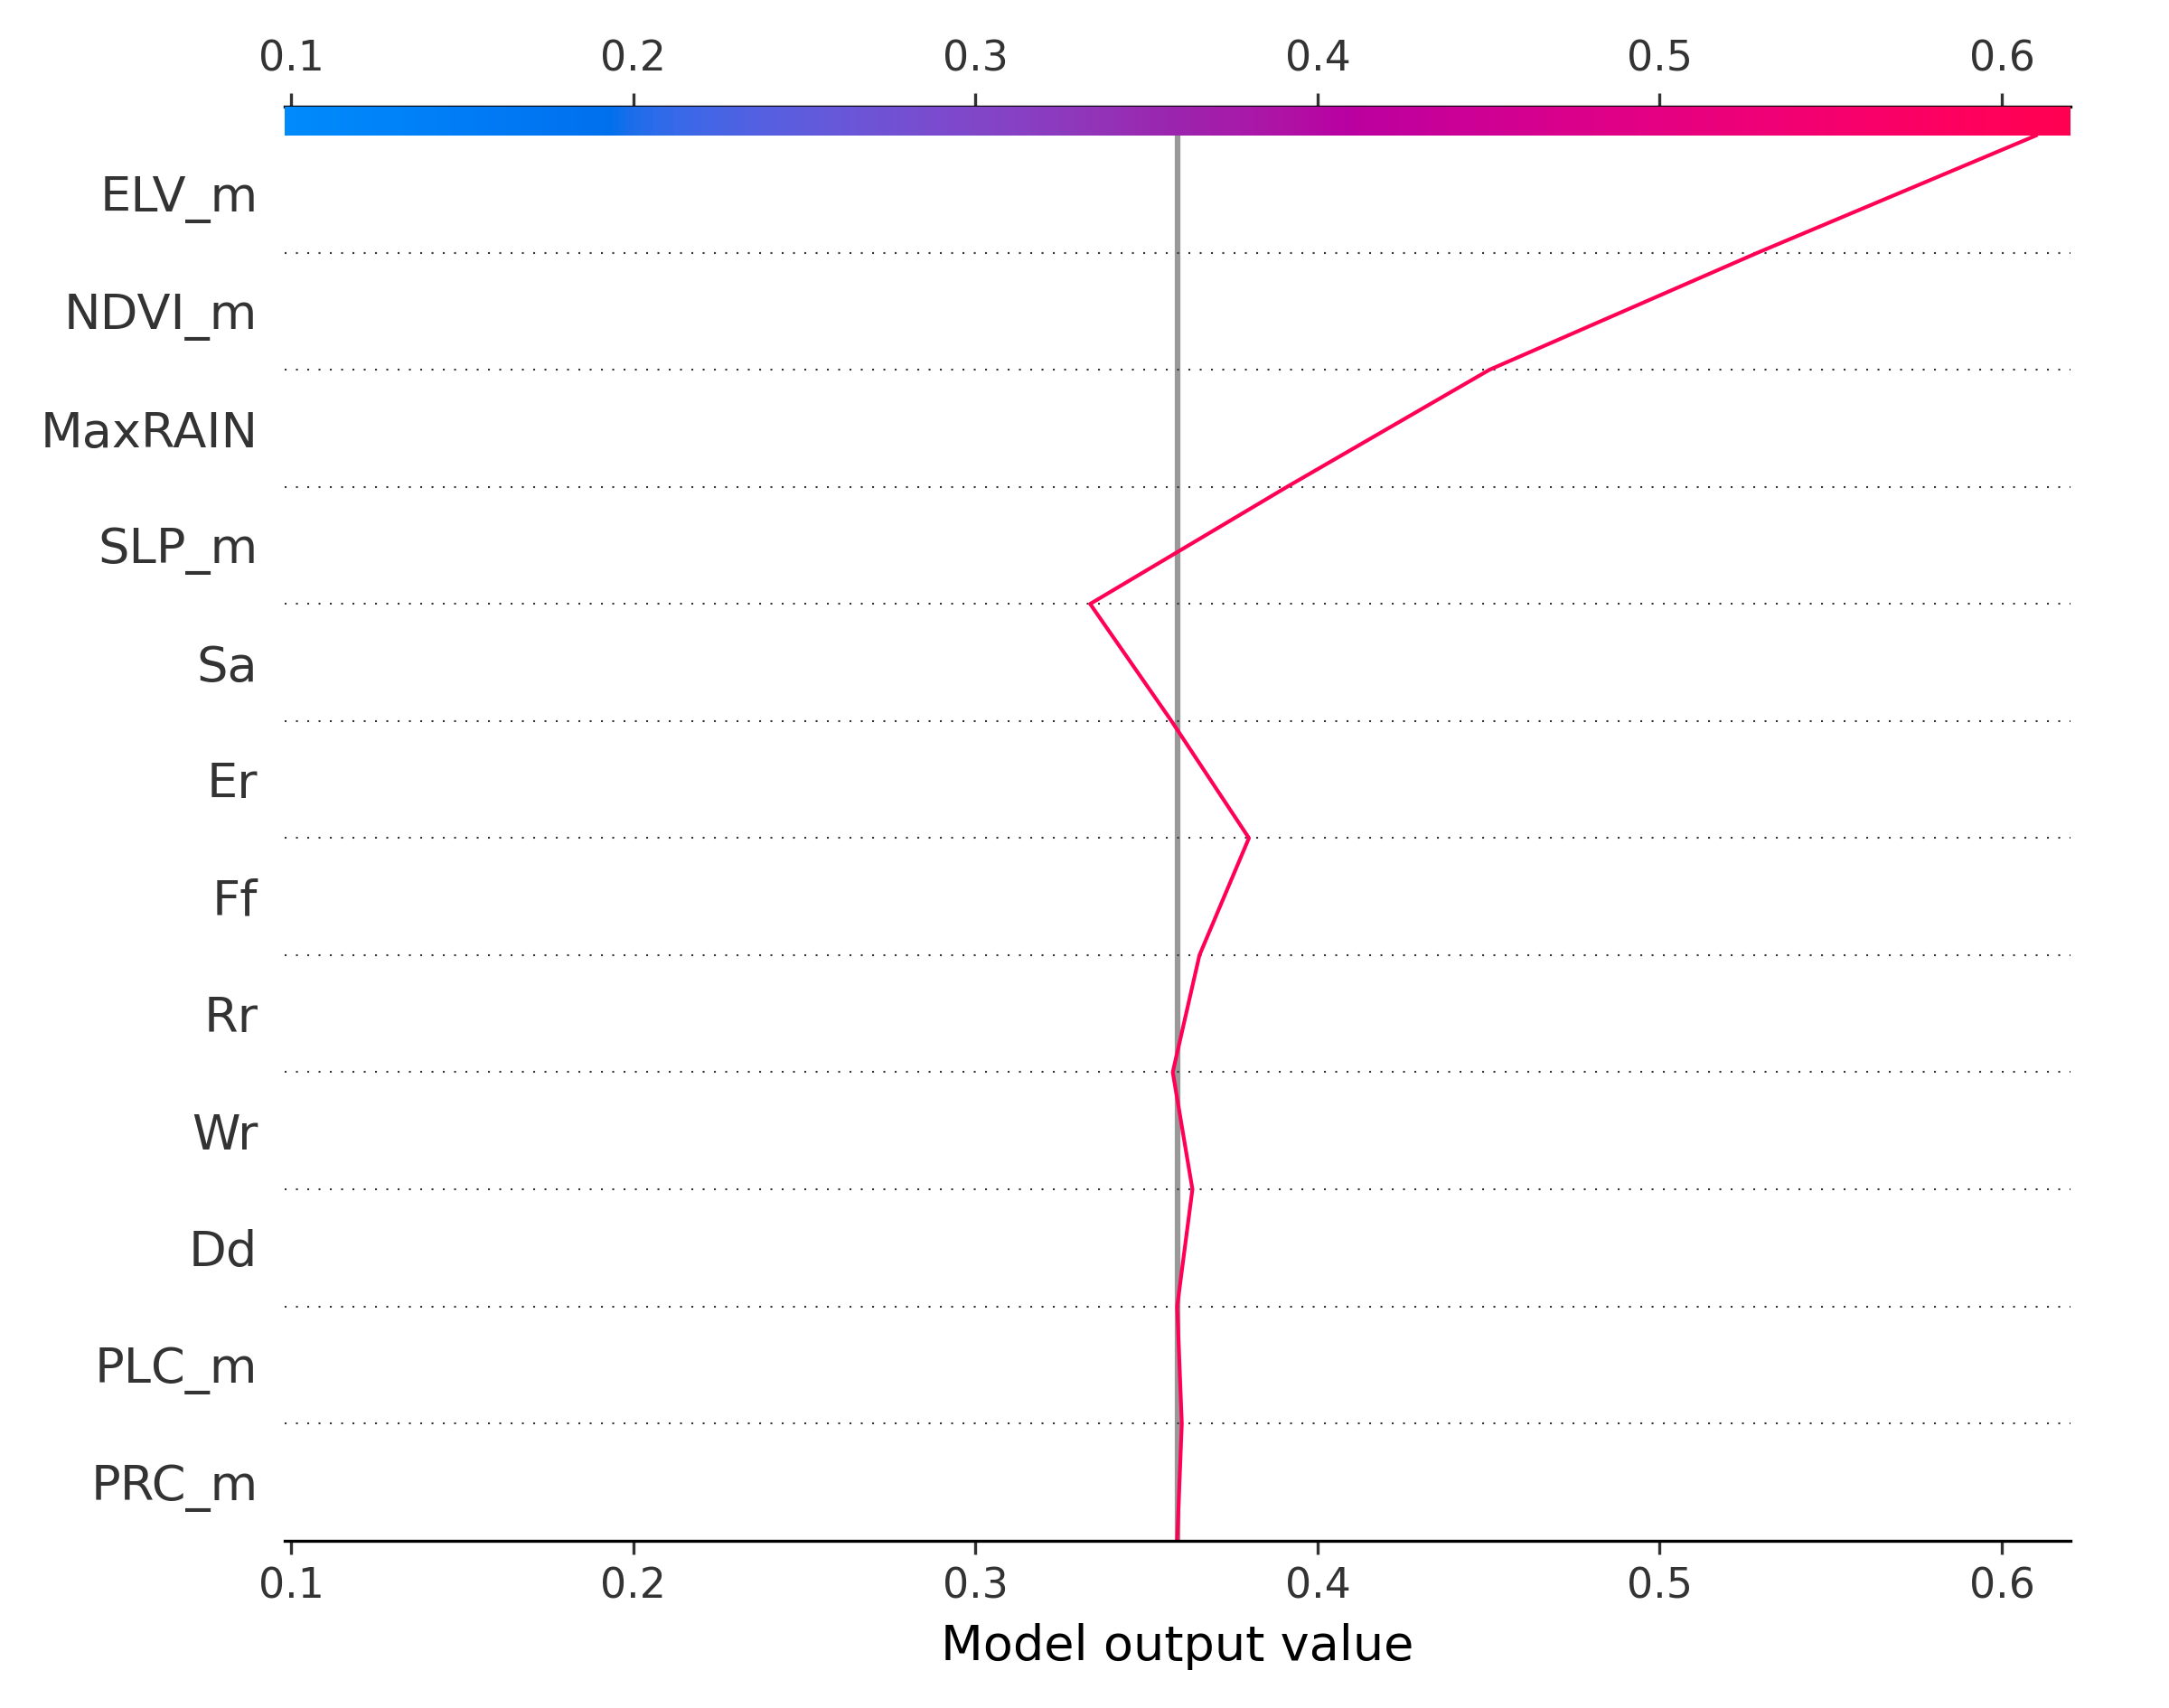 0.1 0.2 0.3 0.4 0.5 0.6
ELV_m
NDVI_m
MaxRAIN
SLP_m
Sa
Er
Ff
Rr
Wr
Dd
PLC_m
PRC_m
0.1 0.2 0.3 0.4 0.5 0.6
Model output value